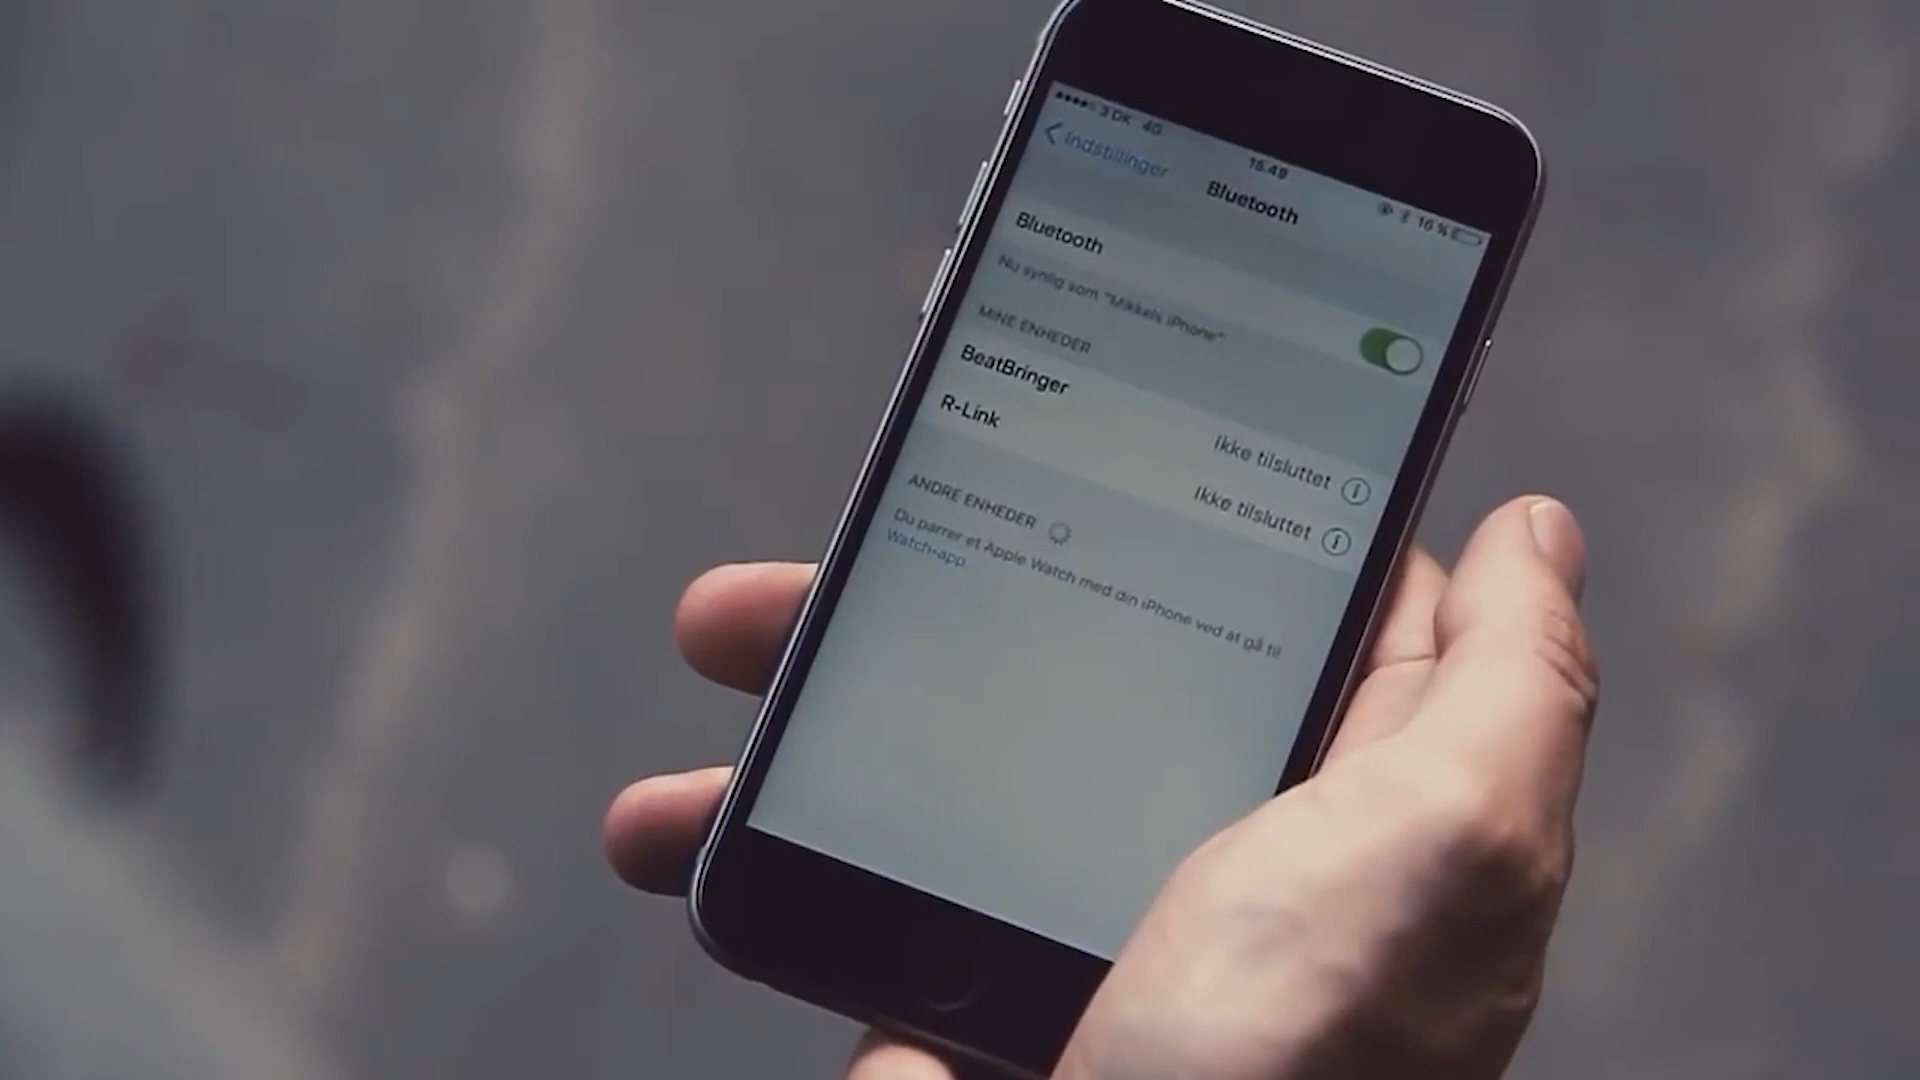 3 DK 4G
15.49
16 %
Indstillinger
Bluetooth
Bluetooth
Nu synlig som "Mikkels iPhone"
MINE ENHEDER
BeatBringer
Ikke tilsluttet
R-Link
Ikke tilsluttet
ANDRE ENHEDER
Du parrer et Apple Watch med din iPhone ved at gå til
Watch-app